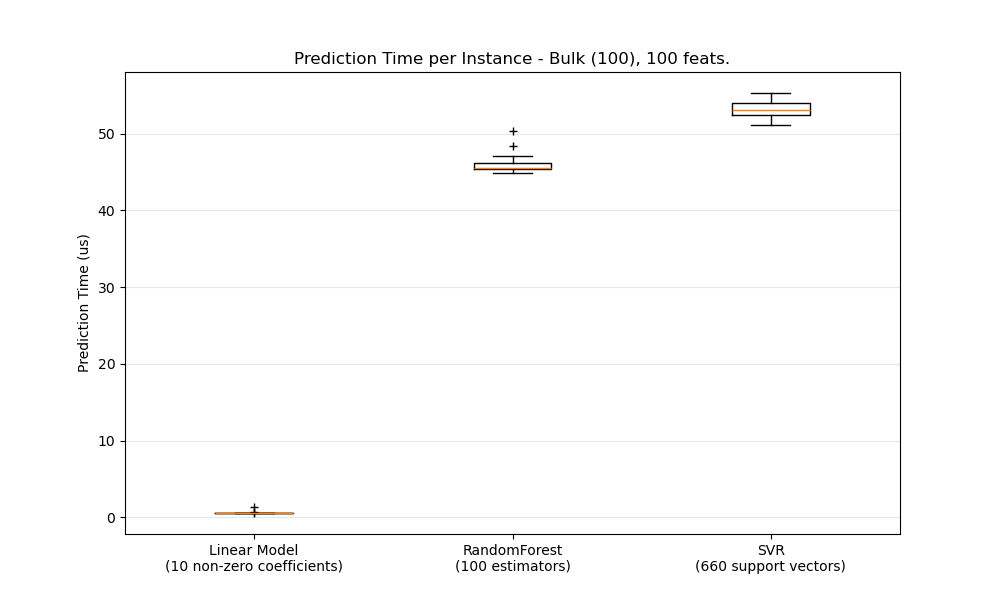 Prediction Time per Instance - Bulk (100), 100 feats.
Prediction Time (us)
50
40
30
20
10
0
Linear Model
(10 non-zero coefficients)
RandomForest
(100 estimators)
SVR
(660 support vectors)